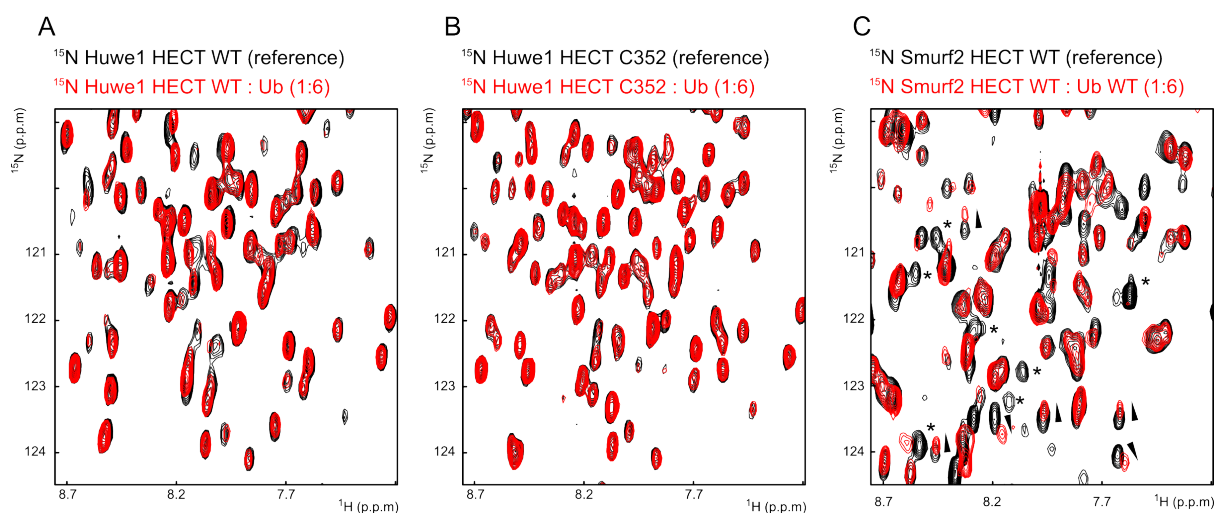 A
¹⁵N Huwe1 HECT WT (reference)
¹⁵N Huwe1 HECT WT : Ub (1:6)
¹⁵N (p.p.m)
121
122
123
124
8.7
8.2
7.7
¹H (p.p.m)
B
¹⁵N Huwe1 HECT C352 (reference)
¹⁵N Huwe1 HECT C352 : Ub (1:6)
¹⁵N (p.p.m)
121
122
123
124
8.7
8.2
7.7
¹H (p.p.m)
C
¹⁵N Smurf2 HECT WT (reference)
¹⁵N Smurf2 HECT WT : Ub WT (1:6)
¹⁵N (p.p.m)
121
122
123
124
*
*
*
*
*
*
*
8.7
8.2
7.7
¹H (p.p.m)